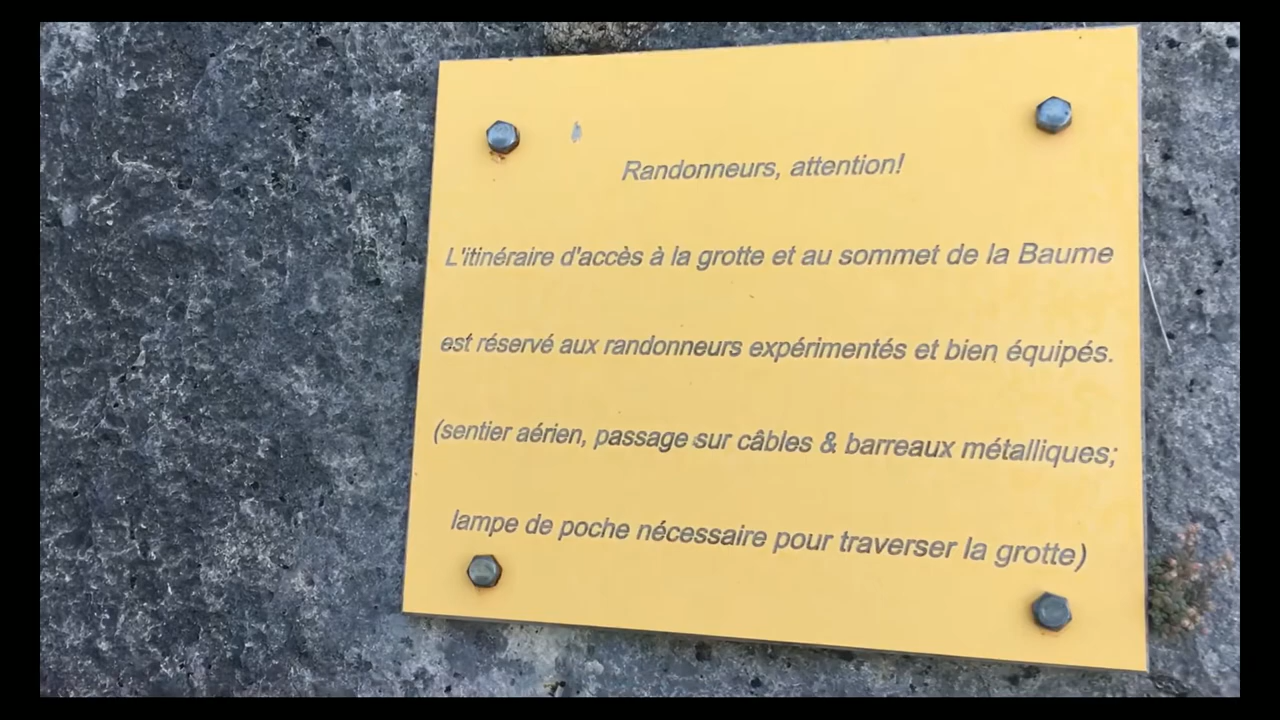 Randonneurs, attention!
L'itinéraire d'accès à la grotte et au sommet de la Baume
est réservé aux randonneurs expérimentés et bien équipés.
(sentier aérien, passage sur câbles & barreaux métalliques;
lampe de poche nécessaire pour traverser la grotte)